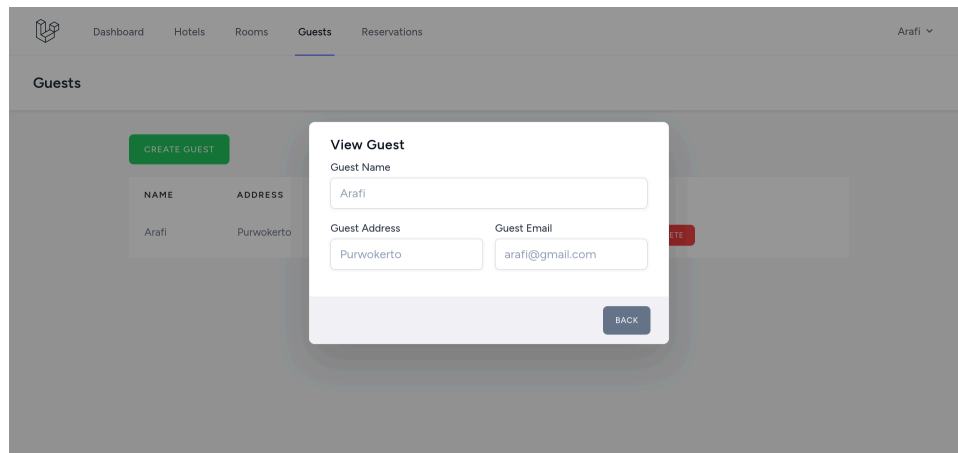 Dashboard Hotels Rooms Guests Reservations Arafi
Guests
CREATE GUEST
NAME ADDRESS
Arafi Purwokerto
View Guest
Guest Name
Arafi
Guest Address Guest Email
Purwokerto arafi@gmail.com
BACK